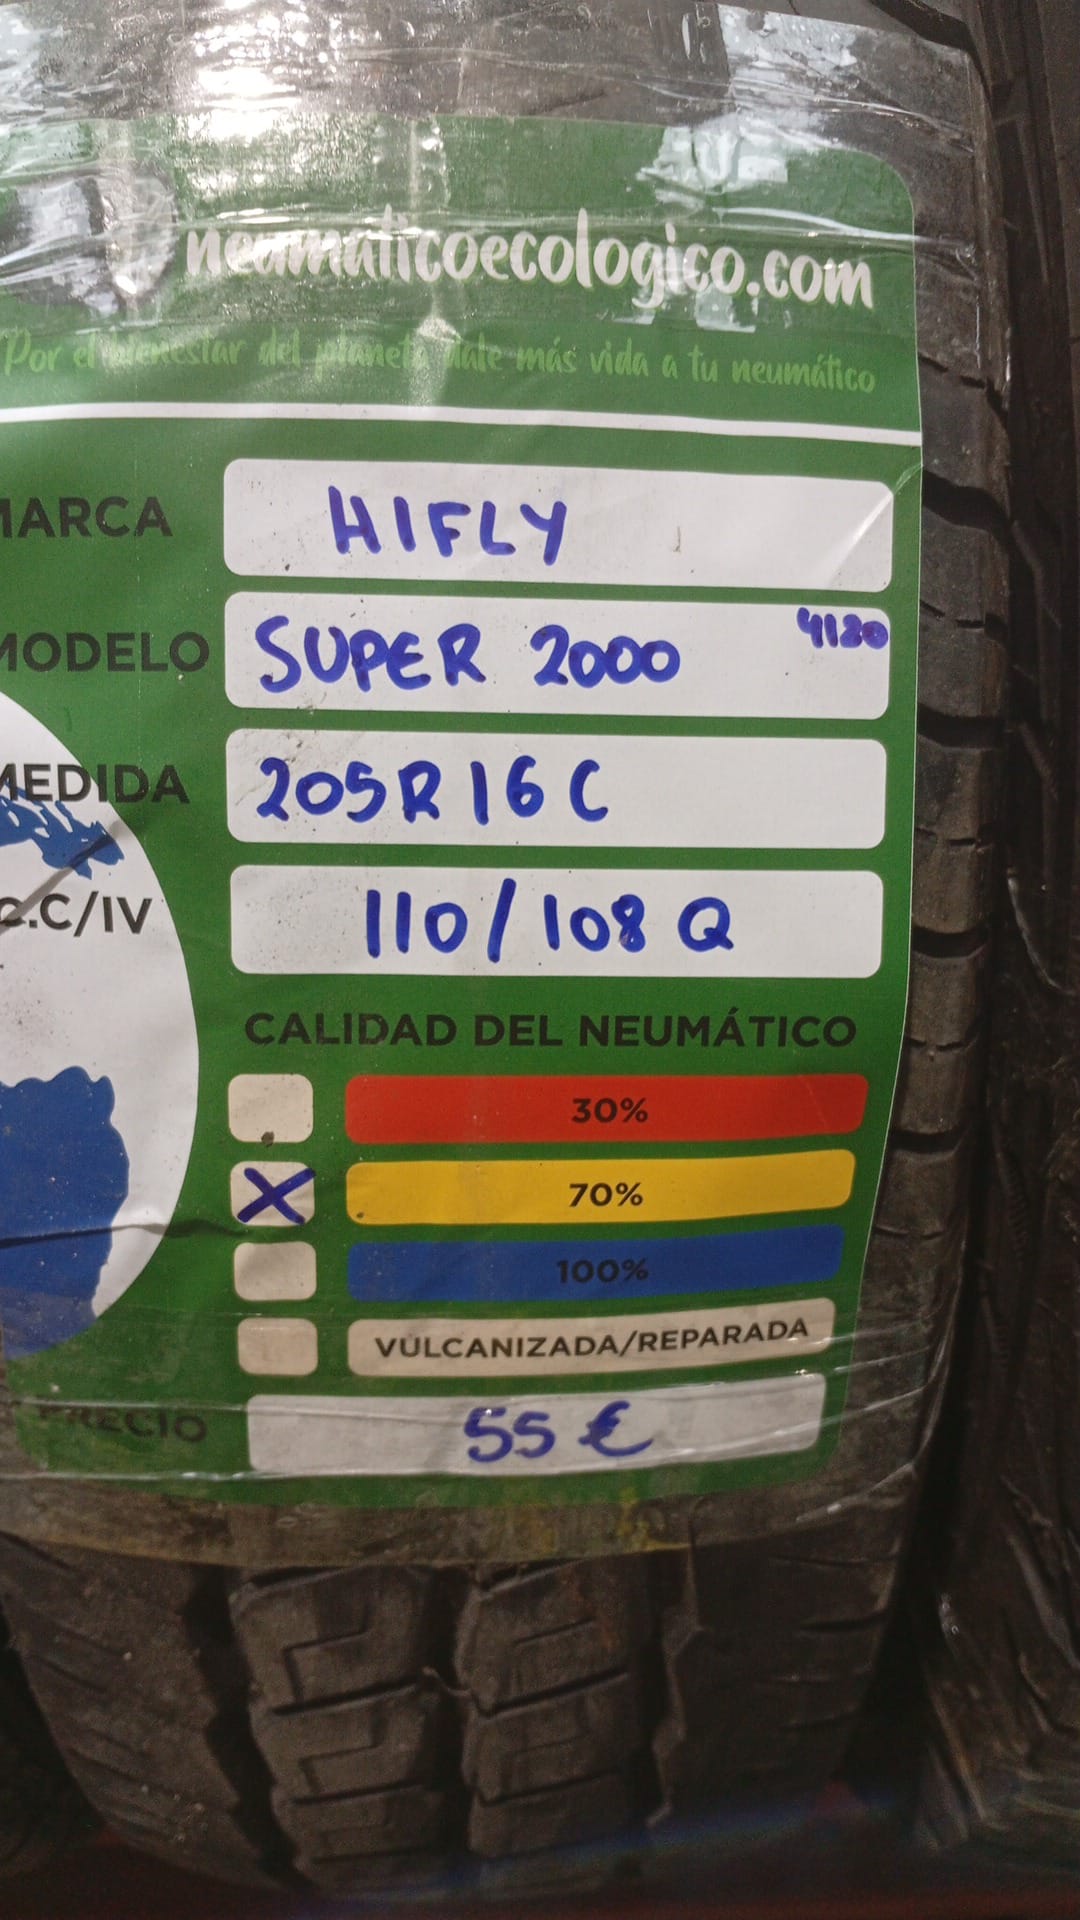 neumaticoecologico.com
Por el bienestar del planeta dale más vida a tu neumático
MARCA HIFLY
MODELO SUPER 2000 4120
MEDIDA 205R16C
I.C.C/IV 110/108 Q
CALIDAD DEL NEUMÁTICO
30%
X 70%
100%
VULCANIZADA/REPARADA
PRECIO 55 €